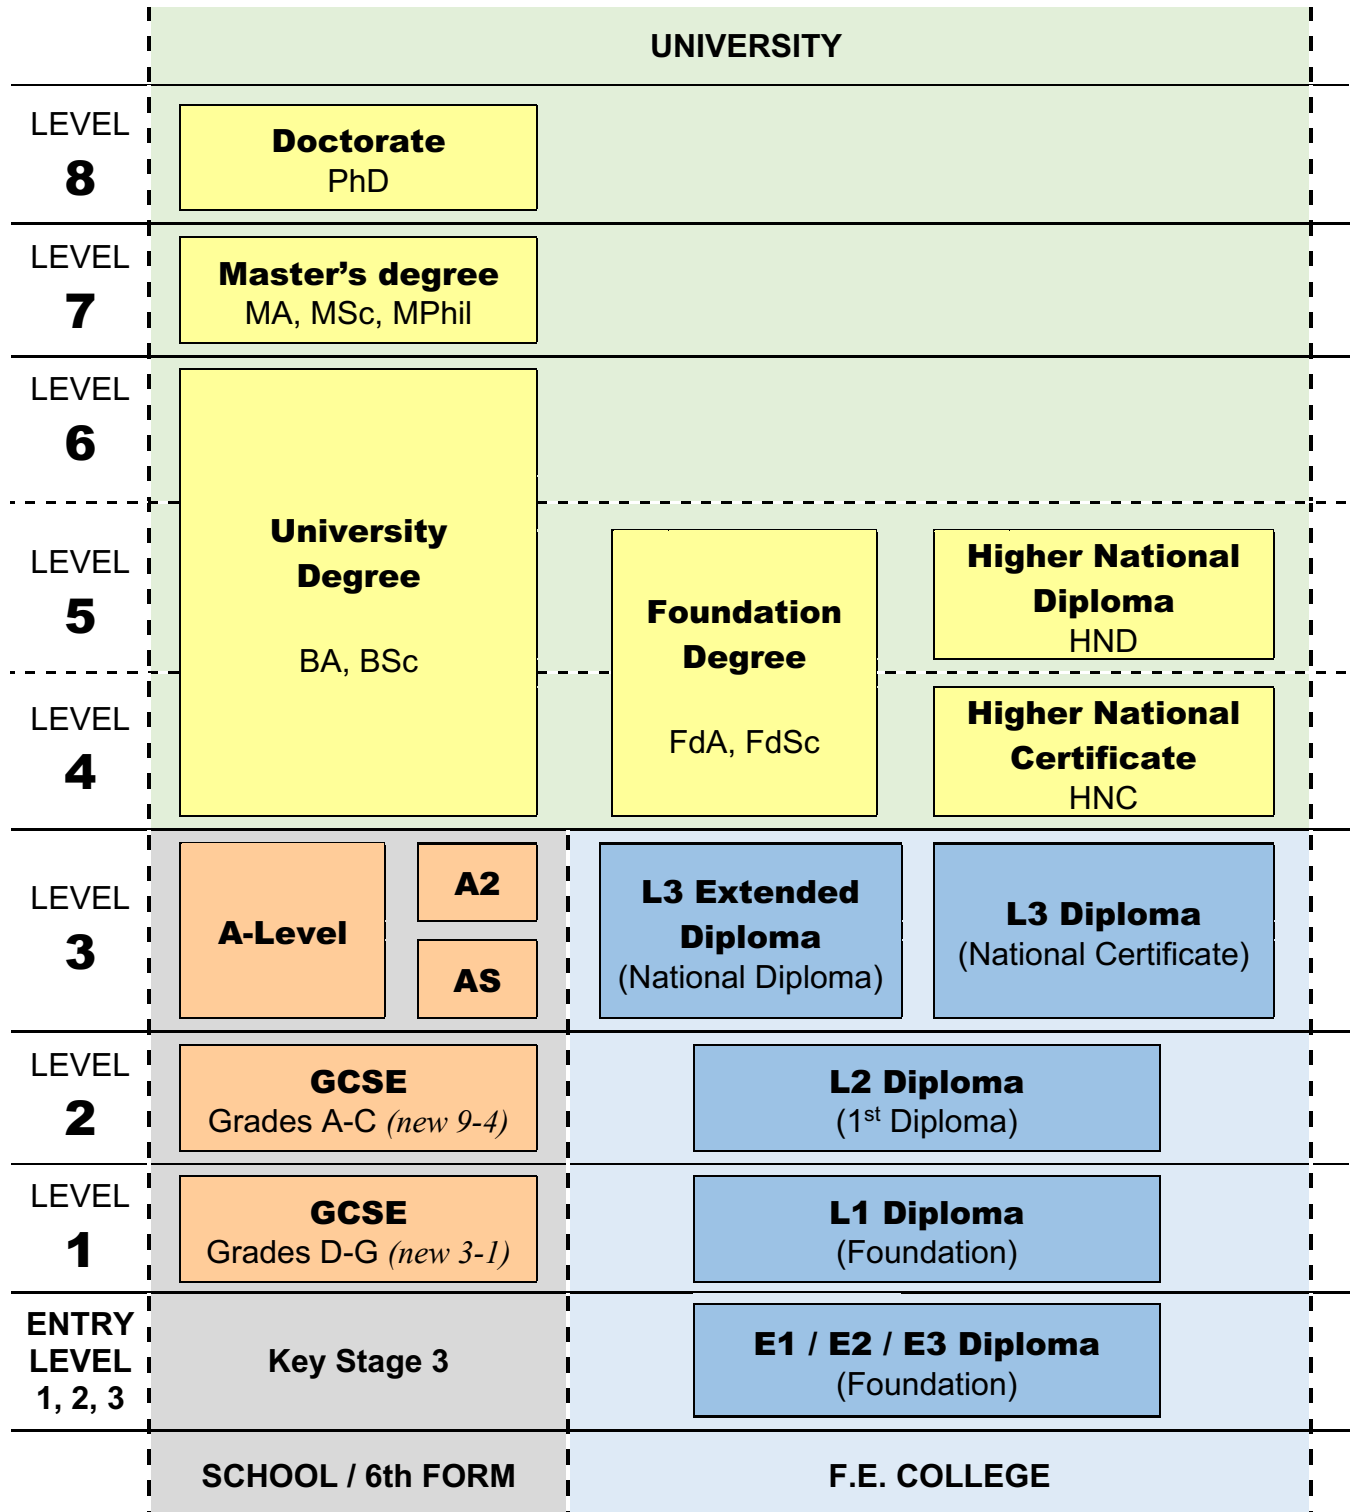 UNIVERSITY
LEVEL
8
Doctorate
PhD
LEVEL
7
Master's degree
MA, MSc, MPhil
LEVEL
6
University
Degree
BA, BSc
LEVEL
5
Foundation
Degree
FdA, FdSc
Higher National
Diploma
HND
LEVEL
4
Higher National
Certificate
HNC
LEVEL
3
A-Level
A2
AS
L3 Extended
Diploma
(National Diploma)
L3 Diploma
(National Certificate)
LEVEL
2
GCSE
Grades A-C (new 9-4)
L2 Diploma
(1st Diploma)
LEVEL
1
GCSE
Grades D-G (new 3-1)
L1 Diploma
(Foundation)
ENTRY
LEVEL
1, 2, 3
Key Stage 3
E1 / E2 / E3 Diploma
(Foundation)
SCHOOL / 6th FORM
F.E. COLLEGE